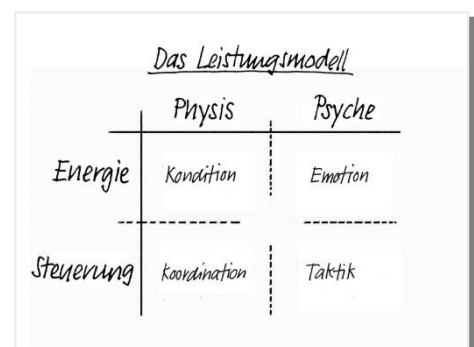 Das Leistungsmodell
Physis Psyche
Energie Kondition Emotion
Steuerung Koordination Taktik